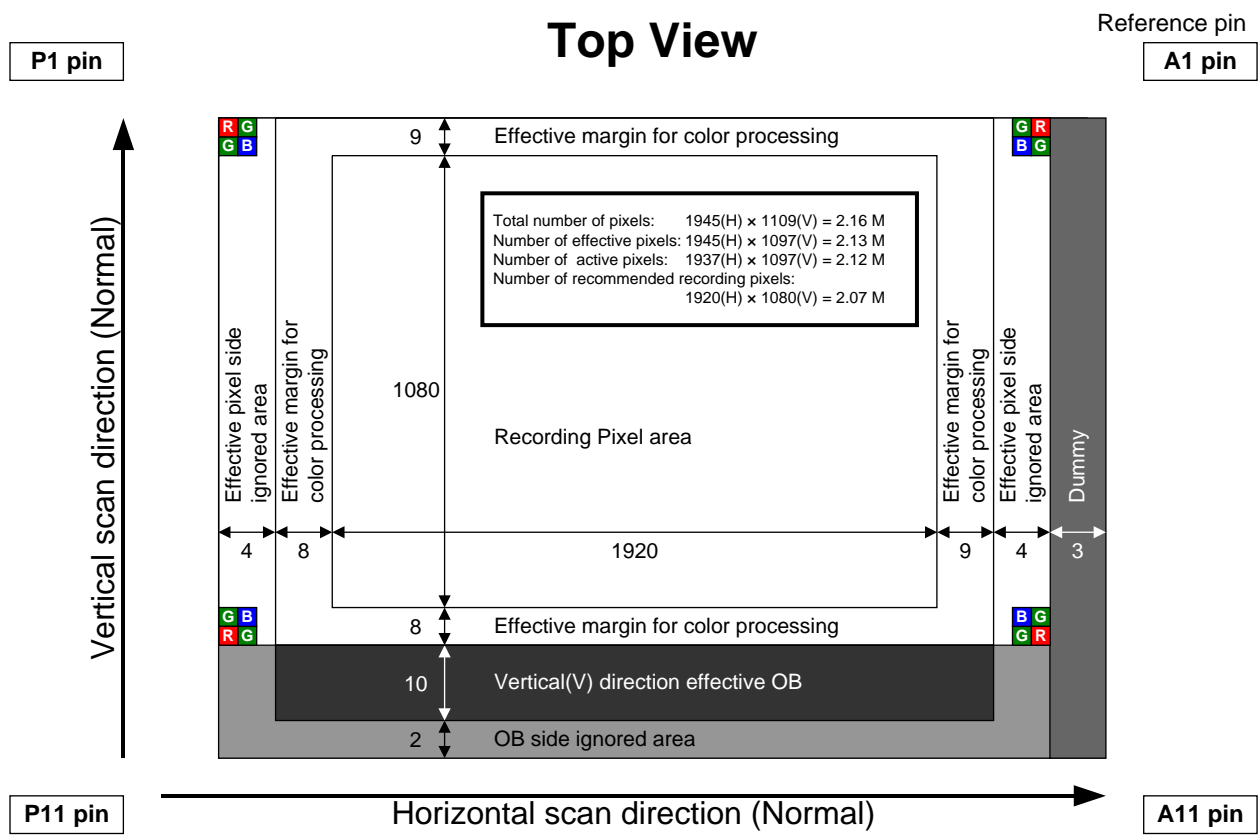 Top View
Reference pin
P1 pin
A1 pin
R G
G B
G R
B G
9
Effective margin for color processing
Total number of pixels: 1945(H) × 1109(V) = 2.16 M
Number of effective pixels: 1945(H) × 1097(V) = 2.13 M
Number of active pixels: 1937(H) × 1097(V) = 2.12 M
Number of recommended recording pixels:
1920(H) × 1080(V) = 2.07 M
Vertical scan direction (Normal)
Effective pixel side
ignored area
Effective margin for
color processing
1080
Recording Pixel area
Effective margin for
color processing
Effective pixel side
ignored area
Dummy
4
8
1920
9
4
3
G B
R G
B G
G R
8
Effective margin for color processing
10
Vertical(V) direction effective OB
2
OB side ignored area
P11 pin
Horizontal scan direction (Normal)
A11 pin